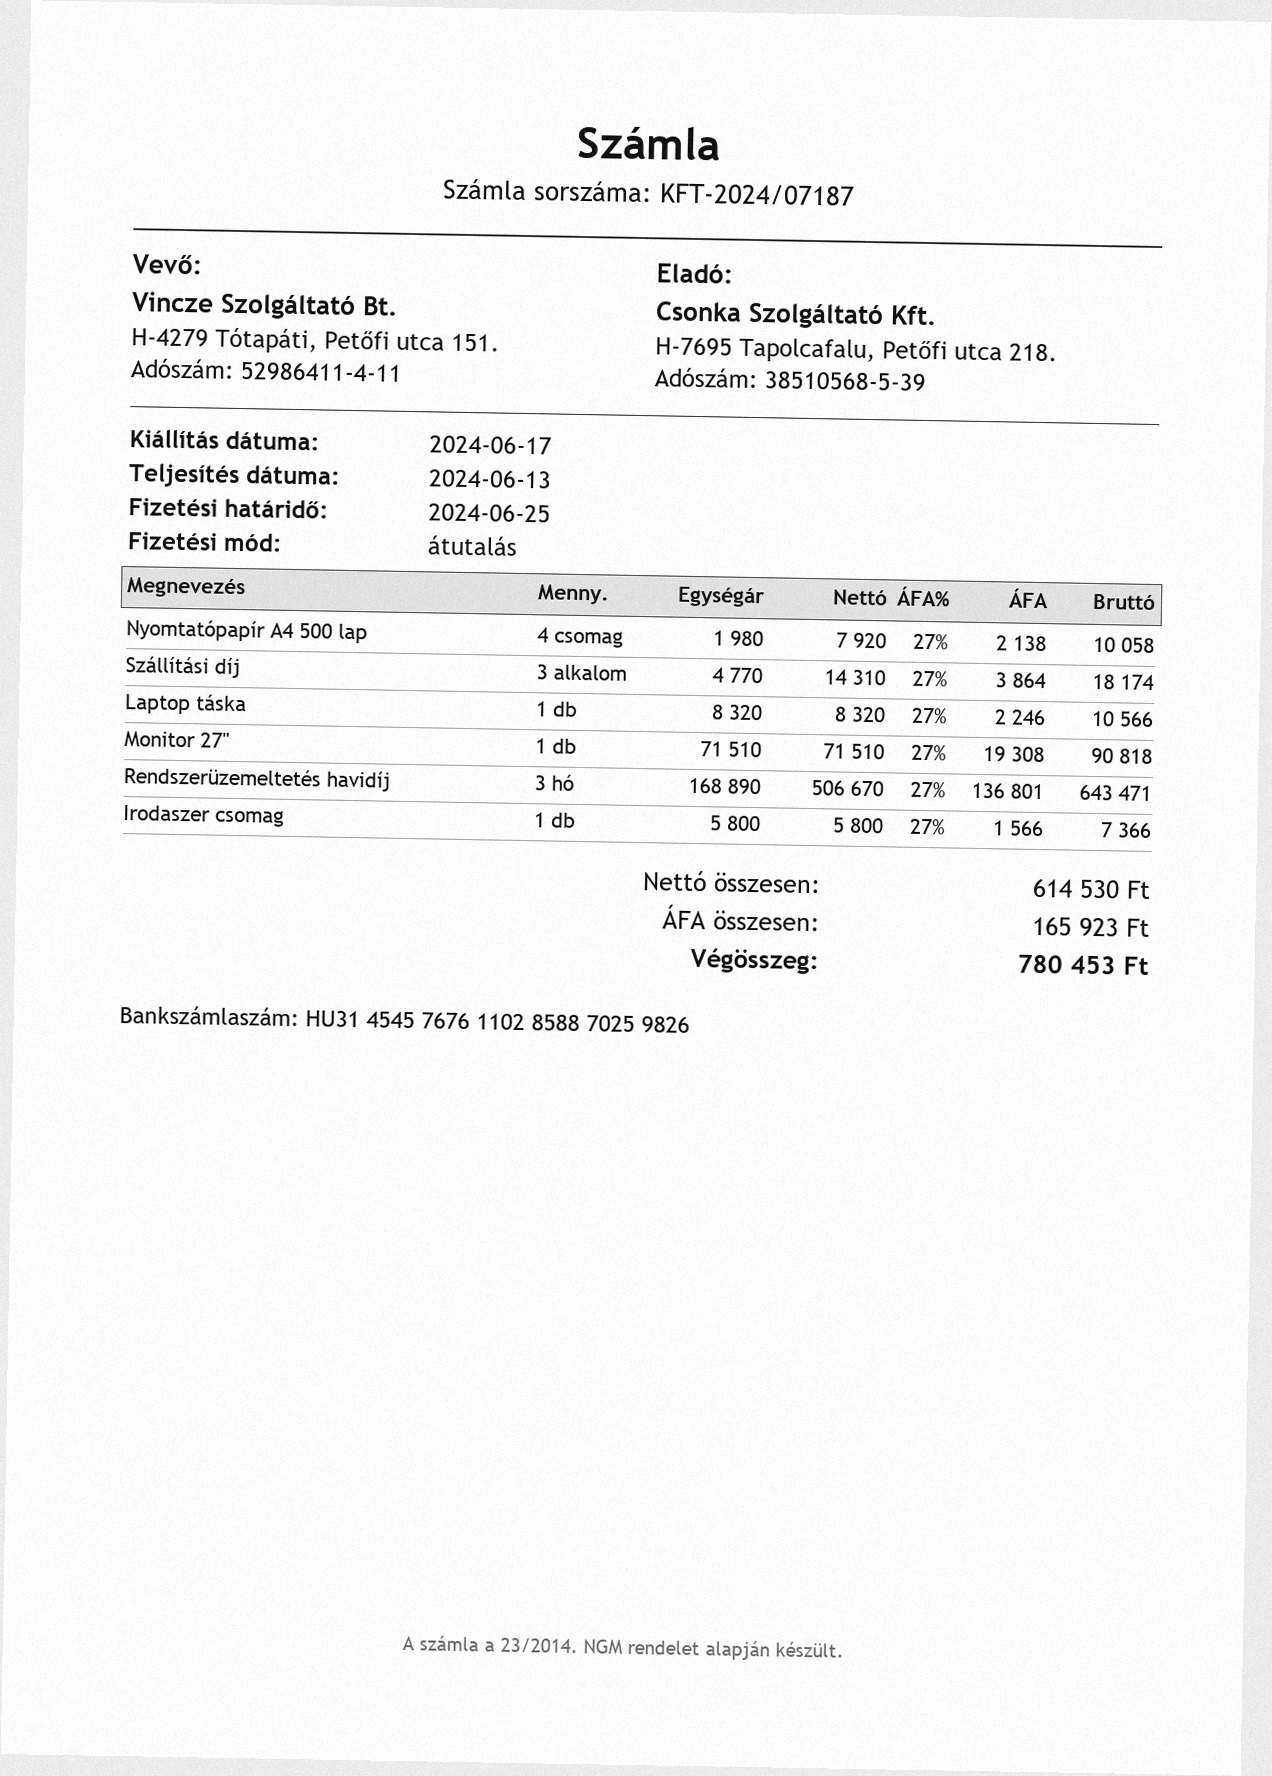 Számla
Számla sorszáma: KFT-2024/07187
Vevő:
Vincze Szolgáltató Bt.
H-4279 Tótapáti, Petőfi utca 151.
Adószám: 52986411-4-11
Eladó:
Csonka Szolgáltató Kft.
H-7695 Tapolcafalu, Petőfi utca 218.
Adószám: 38510568-5-39
Kiállítás dátuma: 2024-06-17
Teljesítés dátuma: 2024-06-13
Fizetési határidő: 2024-06-25
Fizetési mód: átutalás
Megnevezés Menny. Egységár Nettó ÁFA% ÁFA Bruttó
Nyomtatópapír A4 500 lap 4 csomag 1 980 7 920 27% 2 138 10 058
Szállítási díj 3 alkalom 4 770 14 310 27% 3 864 18 174
Laptop táska 1 db 8 320 8 320 27% 2 246 10 566
Monitor 27" 1 db 71 510 71 510 27% 19 308 90 818
Rendszerüzemeltetés havidíj 3 hó 168 890 506 670 27% 136 801 643 471
Irodaszer csomag 1 db 5 800 5 800 27% 1 566 7 366
Nettó összesen: 614 530 Ft
ÁFA összesen: 165 923 Ft
Végösszeg: 780 453 Ft
Bankszámlaszám: HU31 4545 7676 1102 8588 7025 9826
A számla a 23/2014. NGM rendelet alapján készült.